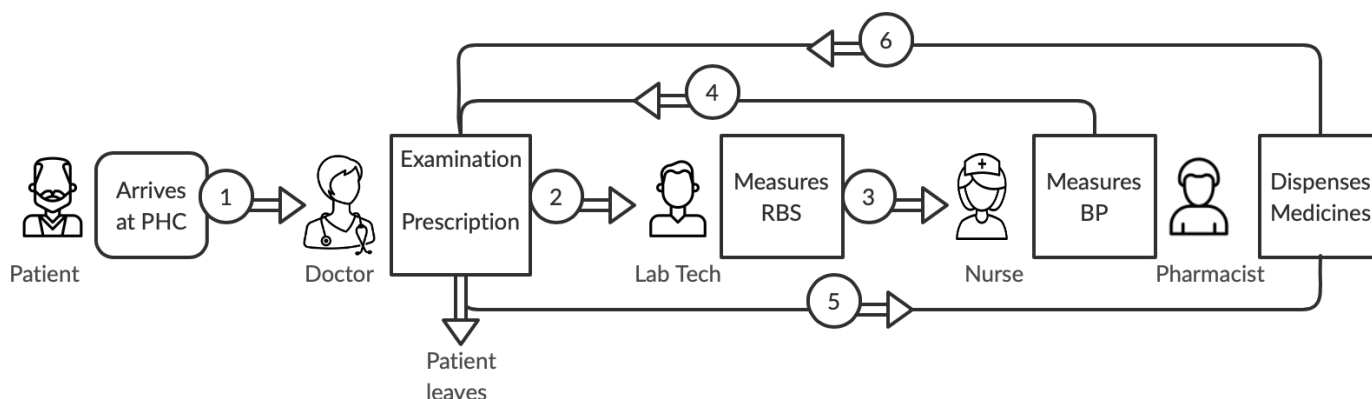 6
4
Examination
Prescription
Arrives
at PHC
1
2
Measures
RBS
3
Measures
BP
Dispenses
Medicines
Patient
Doctor
Lab Tech
Nurse
Pharmacist
5
Patient
leaves